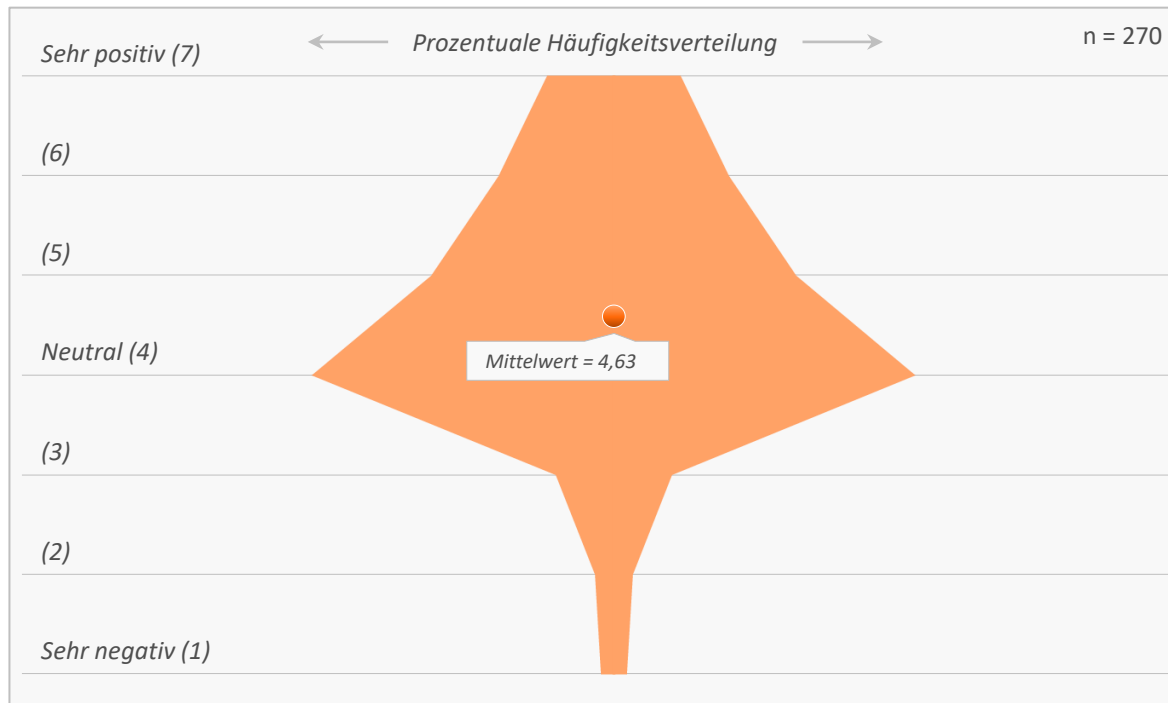 Sehr positiv (7)
Prozentuale Häufigkeitsverteilung
n = 270
(6)
(5)
Neutral (4)
Mittelwert = 4,63
(3)
(2)
Sehr negativ (1)